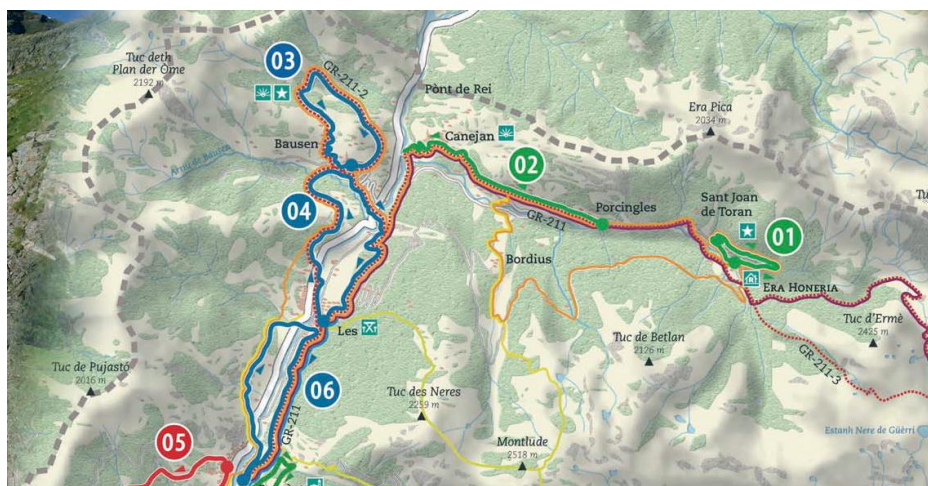 03
Tuc deth
Plan der Òme
2192 m
GR-211-2
Pònt de Rei
Era Pica
2034 m
Canejan
Bausen
02
Sant Joan
de Toran
04
Porcingles
GR-211
01
Bordius
ERA HONERIA
Les
Tuc d'Ermè
2425 m
Tuc de Betlan
2126 m
Tuc de Pujastó
2016 m
06
GR-211-3
Tuc des Neres
2259 m
GR-211
05
Montlude
2518 m
Estanh Nere de Güèrri